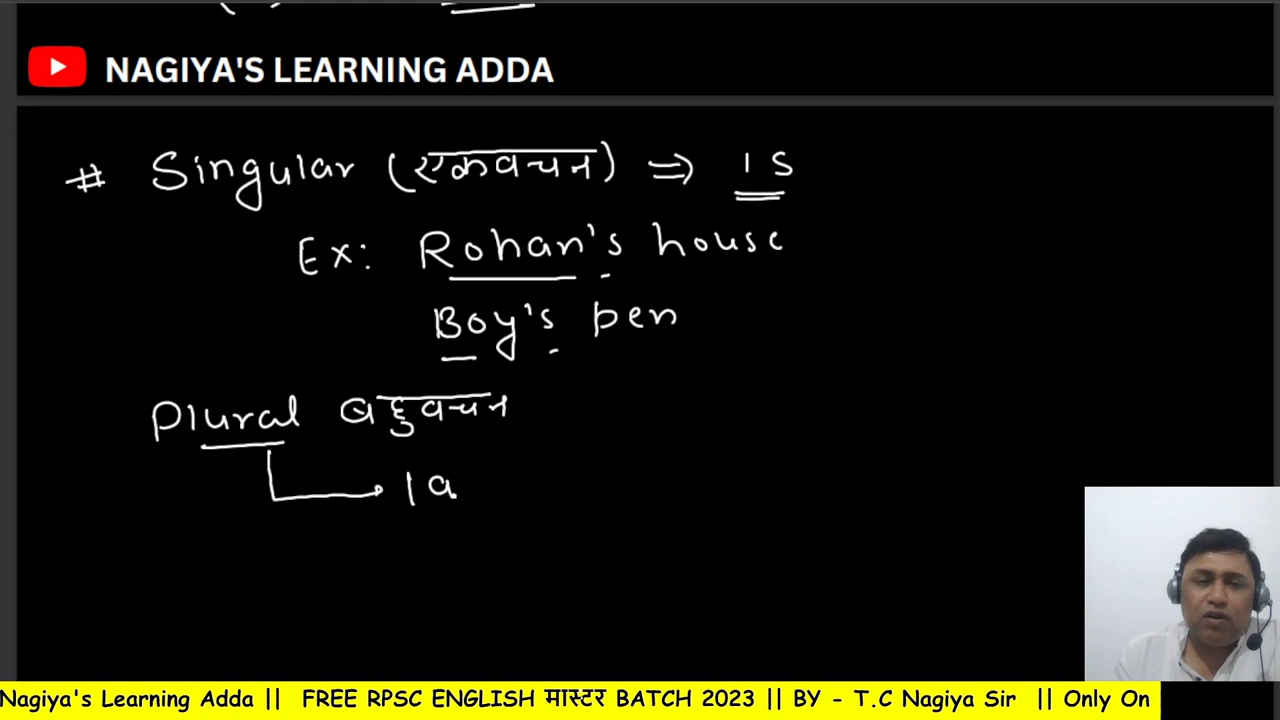 NAGIYA'S LEARNING ADDA
# Singular (एकवचन) ⇒ 's
Ex: Rohan's house
Boy's pen
Plural बहुवचन
Nagiya's Learning Adda || FREE RPSC ENGLISH मास्टर BATCH 2023 || BY - T.C Nagiya Sir || Only On